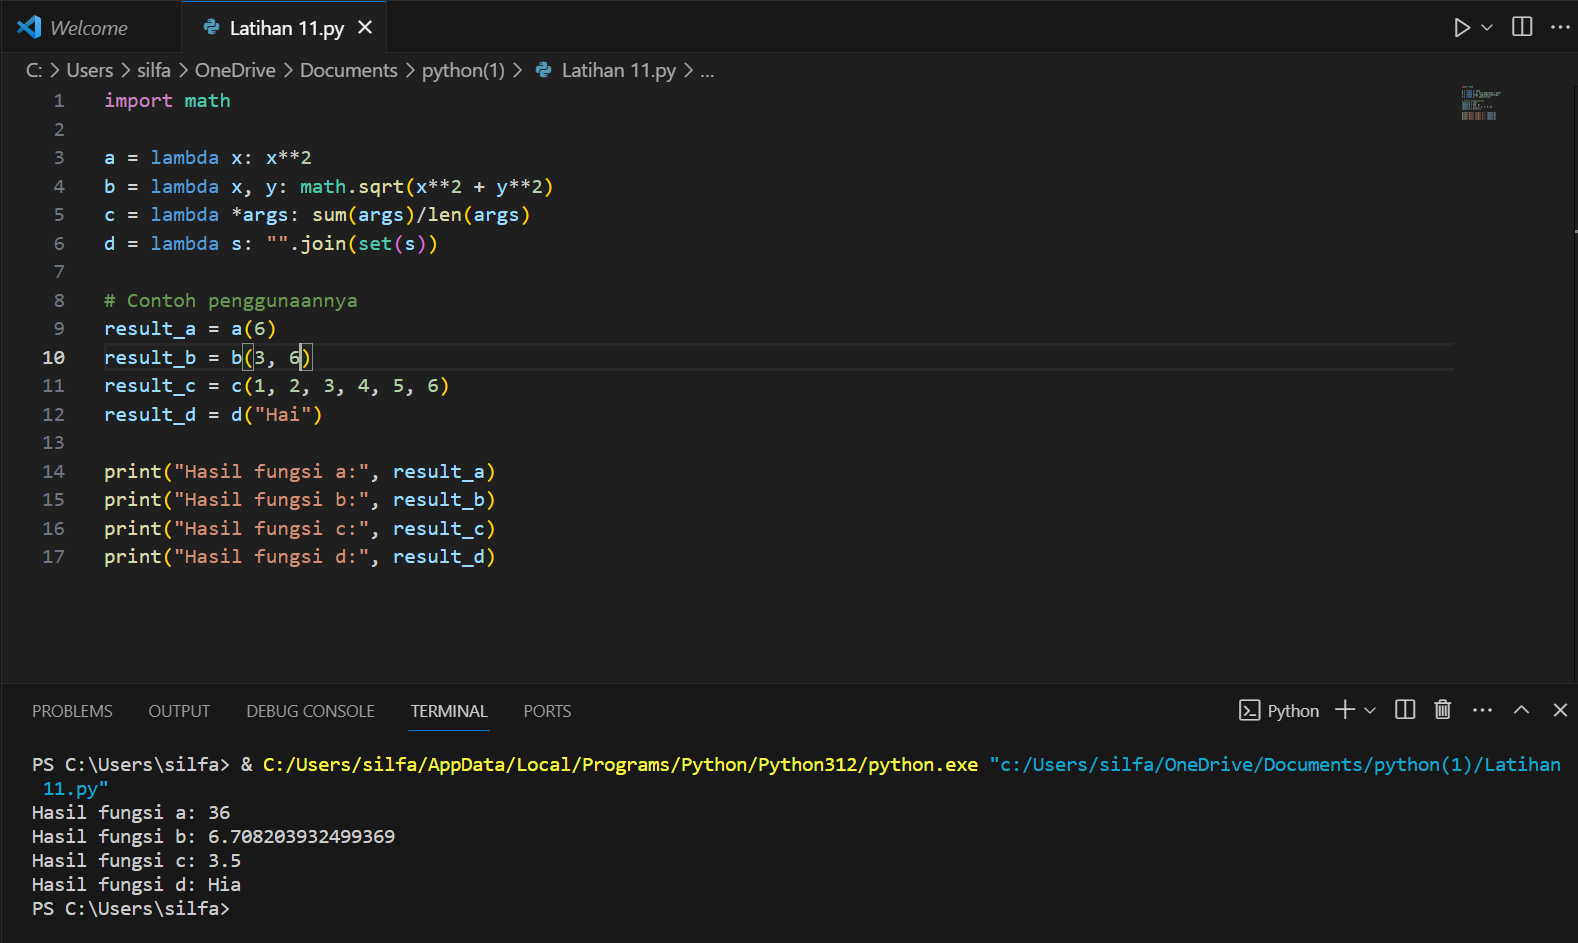 Welcome
Latihan 11.py
C: > Users > silfa > OneDrive > Documents > python(1) > Latihan 11.py > ...
1 import math
2
3 a = lambda x: x**2
4 b = lambda x, y: math.sqrt(x**2 + y**2)
5 c = lambda *args: sum(args)/len(args)
6 d = lambda s: "".join(set(s))
7
8 # Contoh penggunaannya
9 result_a = a(6)
10 result_b = b(3, 6)
11 result_c = c(1, 2, 3, 4, 5, 6)
12 result_d = d("Hai")
13
14 print("Hasil fungsi a:", result_a)
15 print("Hasil fungsi b:", result_b)
16 print("Hasil fungsi c:", result_c)
17 print("Hasil fungsi d:", result_d)
PROBLEMS OUTPUT DEBUG CONSOLE TERMINAL PORTS Python
PS C:\Users\silfa> & C:/Users/silfa/AppData/Local/Programs/Python/Python312/python.exe "c:/Users/silfa/OneDrive/Documents/python(1)/Latihan
11.py"
Hasil fungsi a: 36
Hasil fungsi b: 6.708203932499369
Hasil fungsi c: 3.5
Hasil fungsi d: Hia
PS C:\Users\silfa>